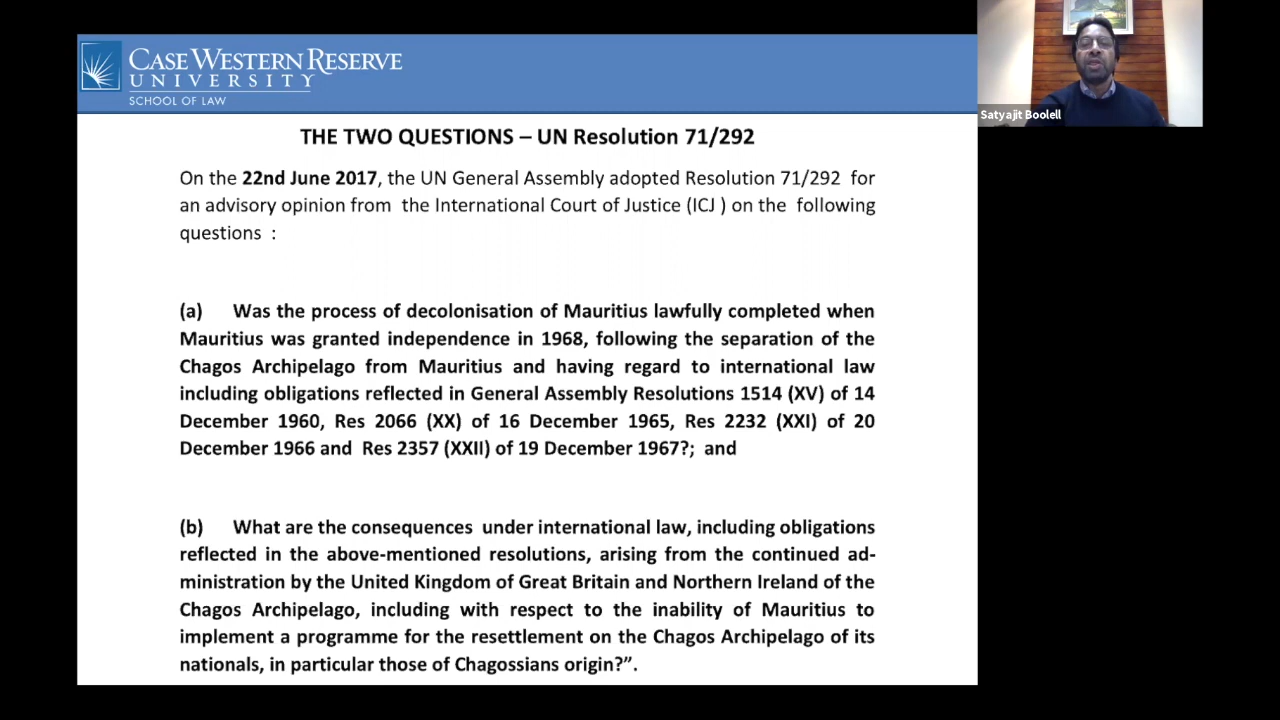 CASE WESTERN RESERVE
UNIVERSITY
SCHOOL OF LAW
Satyajit Boolell
THE TWO QUESTIONS – UN Resolution 71/292
On the 22nd June 2017, the UN General Assembly adopted Resolution 71/292 for
an advisory opinion from the International Court of Justice (ICJ ) on the following
questions :
(a) Was the process of decolonisation of Mauritius lawfully completed when
Mauritius was granted independence in 1968, following the separation of the
Chagos Archipelago from Mauritius and having regard to international law
including obligations reflected in General Assembly Resolutions 1514 (XV) of 14
December 1960, Res 2066 (XX) of 16 December 1965, Res 2232 (XXI) of 20
December 1966 and Res 2357 (XXII) of 19 December 1967?; and
(b) What are the consequences under international law, including obligations
reflected in the above-mentioned resolutions, arising from the continued ad-
ministration by the United Kingdom of Great Britain and Northern Ireland of the
Chagos Archipelago, including with respect to the inability of Mauritius to
implement a programme for the resettlement on the Chagos Archipelago of its
nationals, in particular those of Chagossians origin?”.